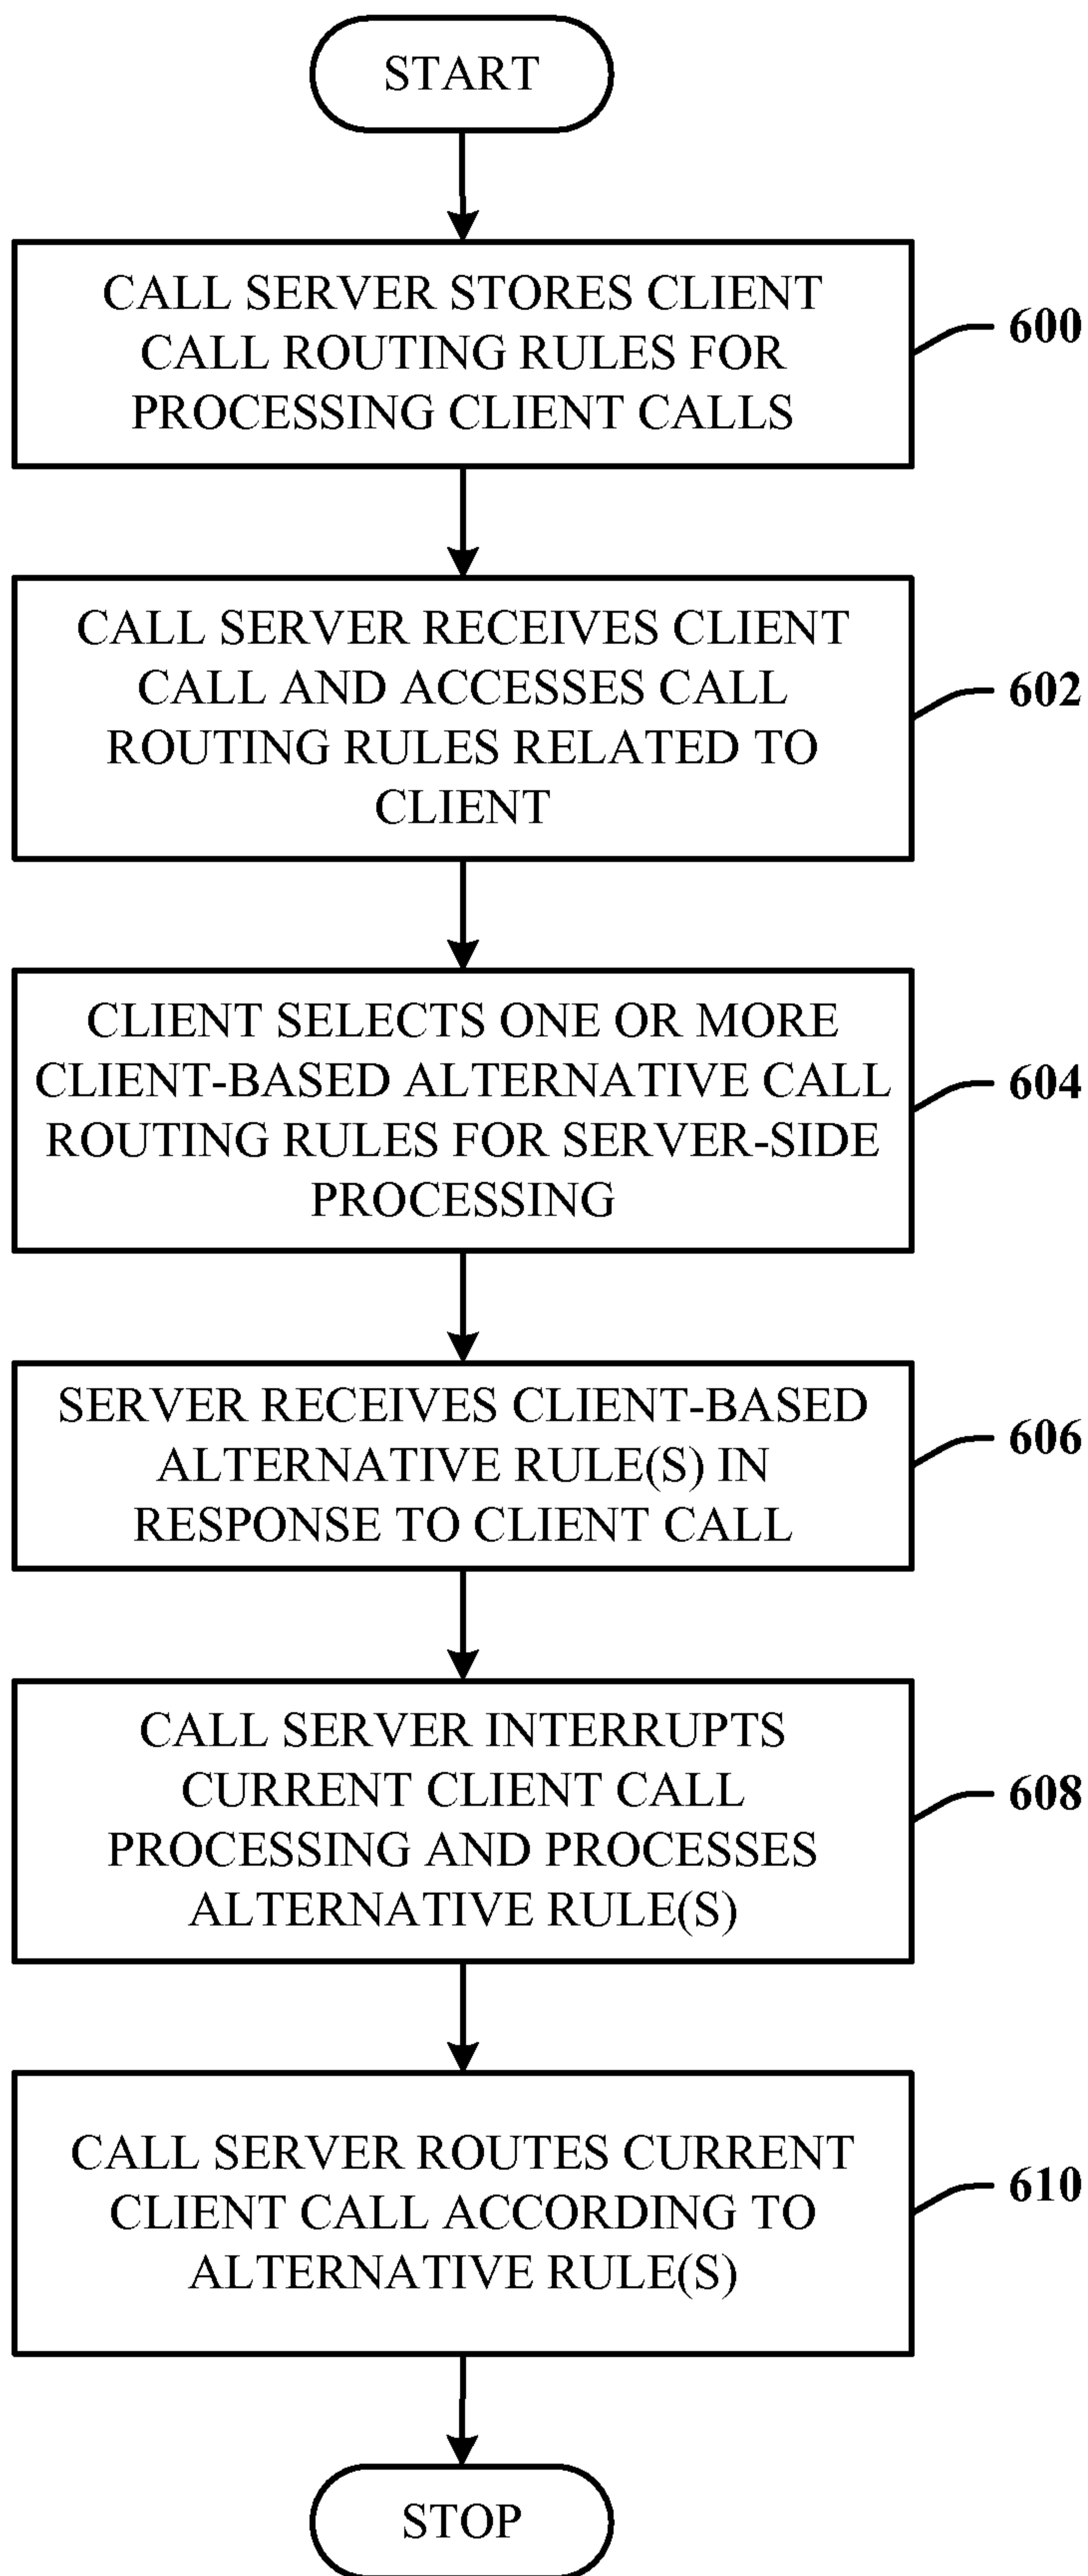 START
CALL SERVER STORES CLIENT
CALL ROUTING RULES FOR
PROCESSING CLIENT CALLS
600
CALL SERVER RECEIVES CLIENT
CALL AND ACCESSES CALL
ROUTING RULES RELATED TO
CLIENT
602
CLIENT SELECTS ONE OR MORE
CLIENT-BASED ALTERNATIVE CALL
ROUTING RULES FOR SERVER-SIDE
PROCESSING
604
SERVER RECEIVES CLIENT-BASED
ALTERNATIVE RULE(S) IN
RESPONSE TO CLIENT CALL
606
CALL SERVER INTERRUPTS
CURRENT CLIENT CALL
PROCESSING AND PROCESSES
ALTERNATIVE RULE(S)
608
CALL SERVER ROUTES CURRENT
CLIENT CALL ACCORDING TO
ALTERNATIVE RULE(S)
610
STOP